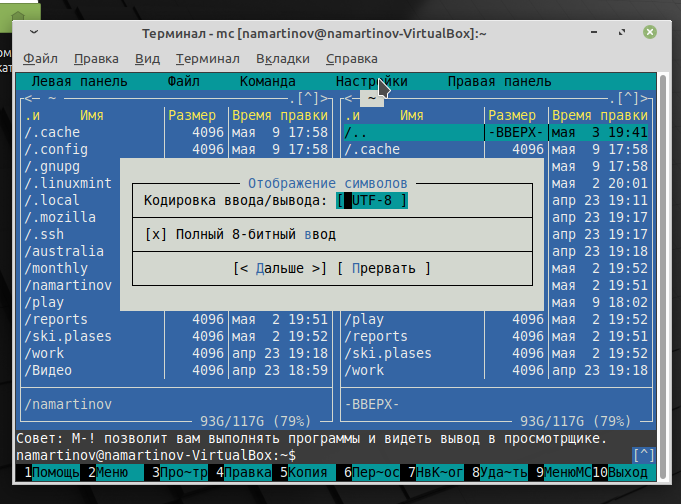 Терминал - mc [namartinov@namartinov-VirtualBox]:~
Файл Правка Вид Терминал Вкладки Справка
Левая панель Файл Команда Настройки Правая панель
<─ ~ .[^]> <─ ~ .[^]>
.и Имя Размер Время правки .и Имя Размер Время правки
/.cache 4096 мая 9 17:58 /.. -ВВЕРХ- мая 3 19:41
/.config 4096 мая 9 17:58 /.cache 4096 мая 9 17:58
/.gnupg мая 9 17:58
/.linuxmint Отображение символов мая 2 20:01
/.local Кодировка ввода/вывода: [ UTF-8 ] апр 23 19:11
/.mozilla апр 23 19:17
/.ssh [x] Полный 8-битный ввод апр 23 19:18
/australia апр 23 19:18
/monthly [< Дальше >] [ Прервать ] мая 2 19:52
/namartinov мая 2 19:51
/play мая 9 18:02
/reports 4096 мая 2 19:51 /play 4096 мая 2 19:52
/ski.plases 4096 мая 2 19:52 /reports 4096 мая 2 19:51
/work 4096 апр 23 19:18 /ski.plases 4096 мая 2 19:52
/Видео 4096 апр 23 18:59 /work 4096 апр 23 19:18
/namartinov -ВВЕРХ-
93G/117G (79%) 93G/117G (79%)
Совет: M-! позволит вам выполнять программы и видеть вывод в просмотрщике.
namartinov@namartinov-VirtualBox:~$ [^]
1Помощь 2Меню 3Про~тр 4Правка 5Копия 6Пер~ос 7НвК~ог 8Уда~ть 9МенюMC 10Выход